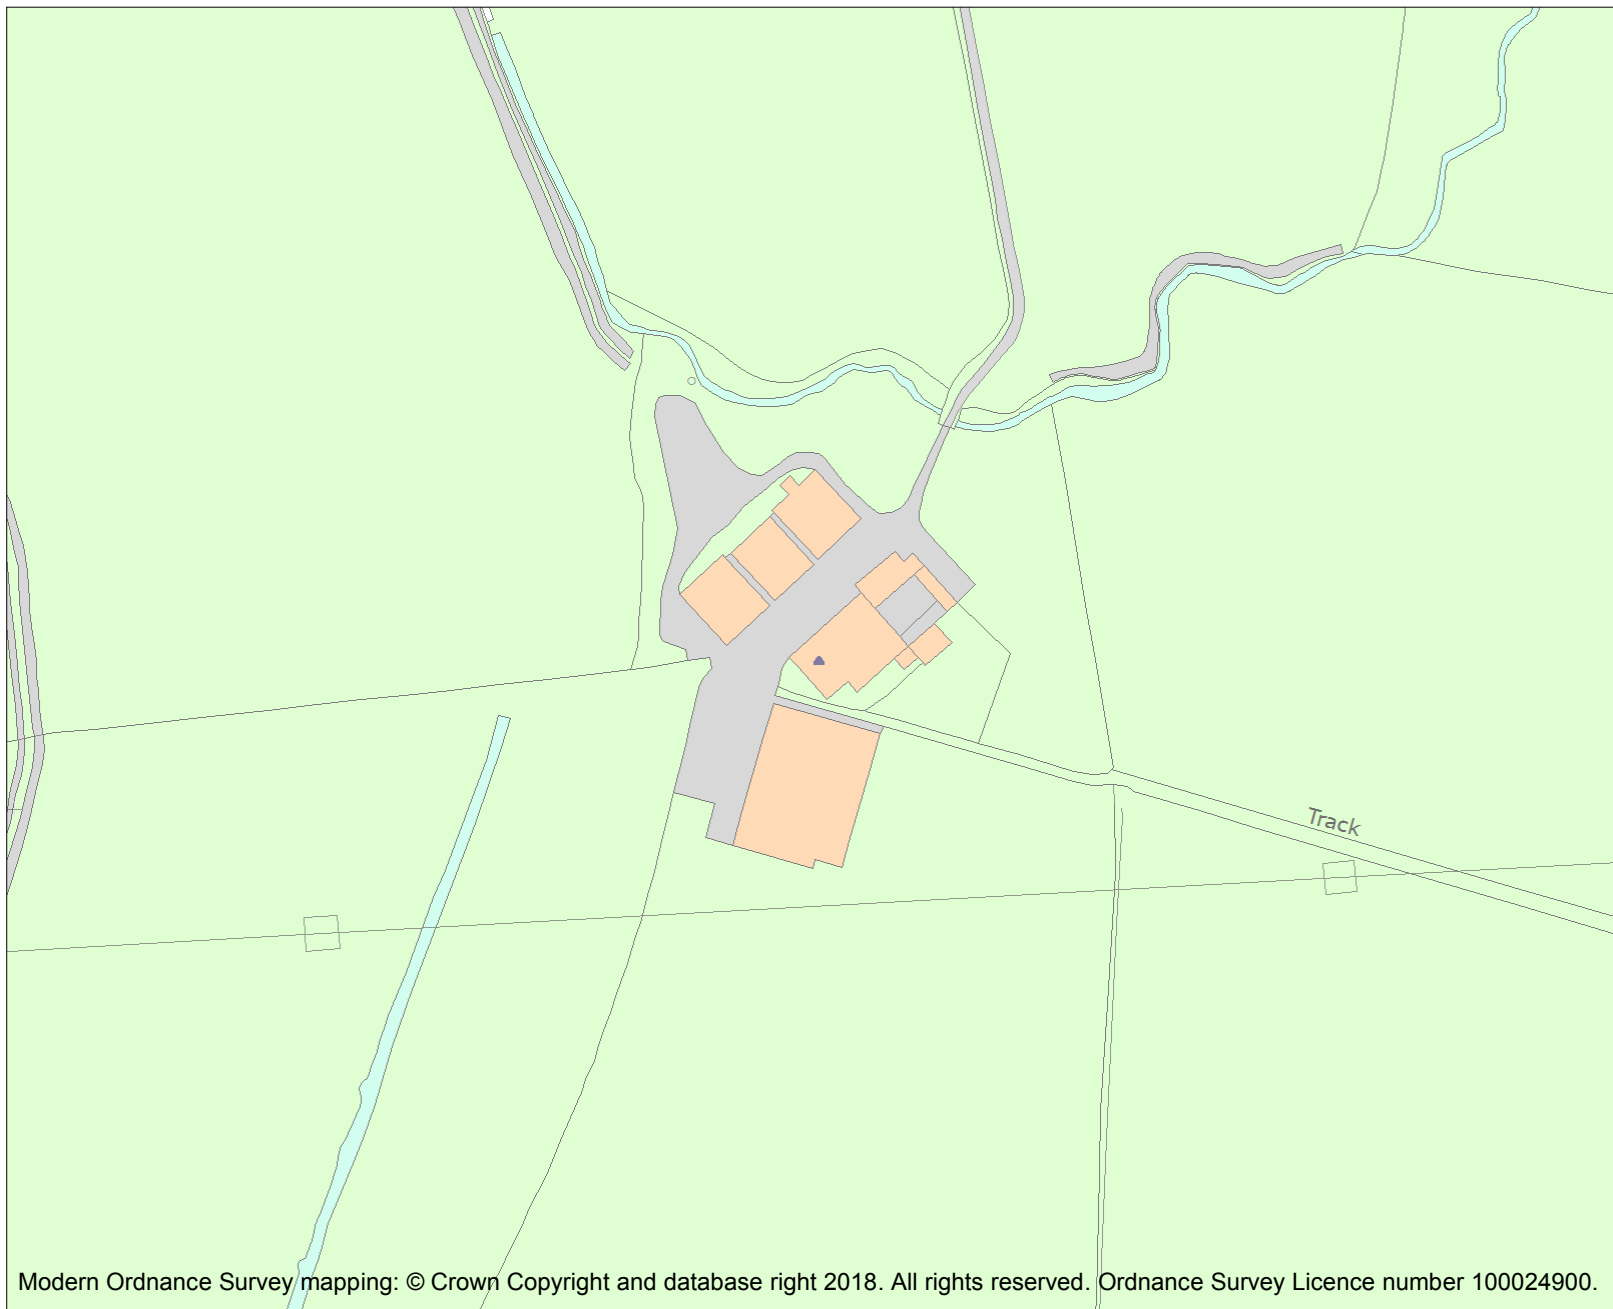 Track
Modern Ordnance Survey mapping: © Crown Copyright and database right 2018. All rights reserved. Ordnance Survey Licence number 100024900.